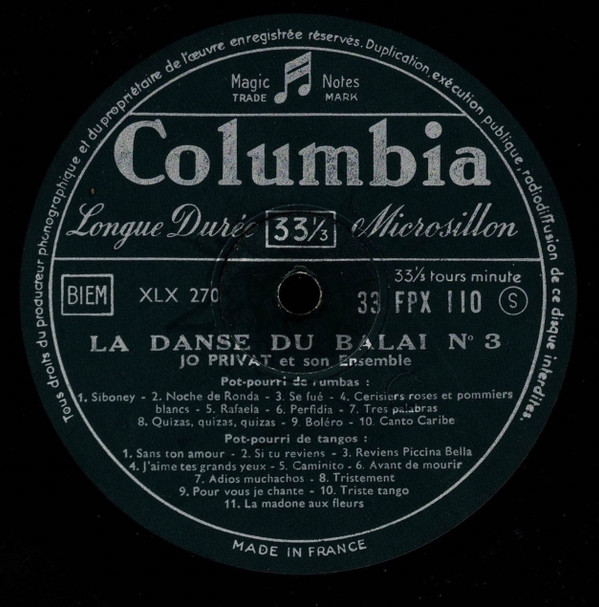 Tous droits du producteur phonographique et du propriétaire de l'œuvre enregistrée réservés. Duplication, exécution publique, radiodiffusion de ce disque interdites.
Magic Notes
TRADE MARK
Columbia
Longue Durée 33⅓ Microsillon
33⅓ tours minute
BIEM XLX 270 33 FPX 110 S
LA DANSE DU BALAI Nº 3
JO PRIVAT et son Ensemble
Pot-pourri de rumbas :
1. Siboney - 2. Noche de Ronda - 3. Se fué - 4. Cerisiers roses et pommiers
blancs - 5. Rafaela - 6. Perfidia - 7. Tres palabras
8. Quizas, quizas, quizas - 9. Boléro - 10. Canto Caribe
Pot-pourri de tangos :
1. Sans ton amour - 2. Si tu reviens - 3. Reviens Piccina Bella
4. J'aime tes grands yeux - 5. Caminito - 6. Avant de mourir
7. Adios muchachos - 8. Tristement
9. Pour vous je chante - 10. Triste tango
11. La madone aux fleurs
MADE IN FRANCE